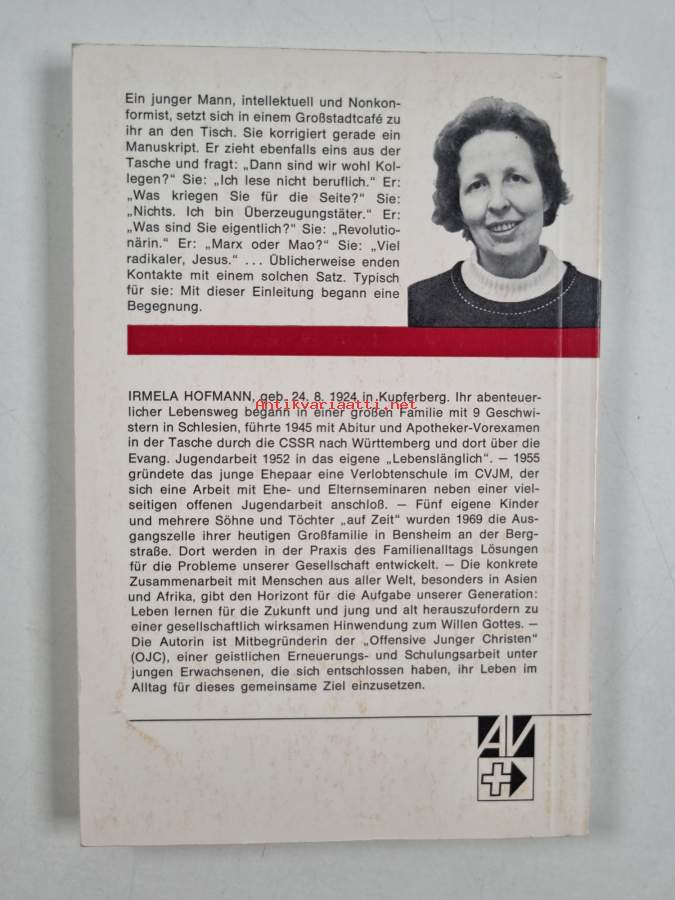 Ein junger Mann, intellektuell und Nonkon-
formist, setzt sich in einem Großstadtcafé zu
ihr an den Tisch. Sie korrigiert gerade ein
Manuskript. Er zieht ebenfalls eins aus der
Tasche und fragt: „Dann sind wir wohl Kol-
legen?“ Sie: „Ich lese nicht beruflich.“ Er:
„Was kriegen Sie für die Seite?“ Sie:
„Nichts. Ich bin Überzeugungstäter.“ Er:
„Was sind Sie eigentlich?“ Sie: „Revolutio-
närin.“ Er: „Marx oder Mao?“ Sie: „Viel
radikaler, Jesus.“ ... Üblicherweise enden
Kontakte mit einem solchen Satz. Typisch
für sie: Mit dieser Einleitung begann eine
Begegnung.
IRMELA HOFMANN, geb. 24. 8. 1924 in Kupferberg. Ihr abenteuer-
Antikvariaatti.net
licher Lebensweg begann in einer großen Familie mit 9 Geschwi-
stern in Schlesien, führte 1945 mit Abitur und Apotheker-Vorexamen
in der Tasche durch die CSSR nach Württemberg und dort über die
Evang. Jugendarbeit 1952 in das eigene „Lebenslänglich“. — 1955
gründete das junge Ehepaar eine Verlobtenschule im CVJM, der
sich eine Arbeit mit Ehe- und Elternseminaren neben einer viel-
seitigen offenen Jugendarbeit anschloß. — Fünf eigene Kinder
und mehrere Söhne und Töchter „auf Zeit“ wurden 1969 die Aus-
gangszelle ihrer heutigen Großfamilie in Bensheim an der Berg-
straße. Dort werden in der Praxis des Familienalltags Lösungen
für die Probleme unserer Gesellschaft entwickelt. — Die konkrete
Zusammenarbeit mit Menschen aus aller Welt, besonders in Asien
und Afrika, gibt den Horizont für die Aufgabe unserer Generation:
Leben lernen für die Zukunft und jung und alt herauszufordern zu
einer gesellschaftlich wirksamen Hinwendung zum Willen Gottes. —
Die Autorin ist Mitbegründerin der „Offensive Junger Christen“
(OJC), einer geistlichen Erneuerungs- und Schulungsarbeit unter
jungen Erwachsenen, die sich entschlossen haben, ihr Leben im
Alltag für dieses gemeinsame Ziel einzusetzen.
AV